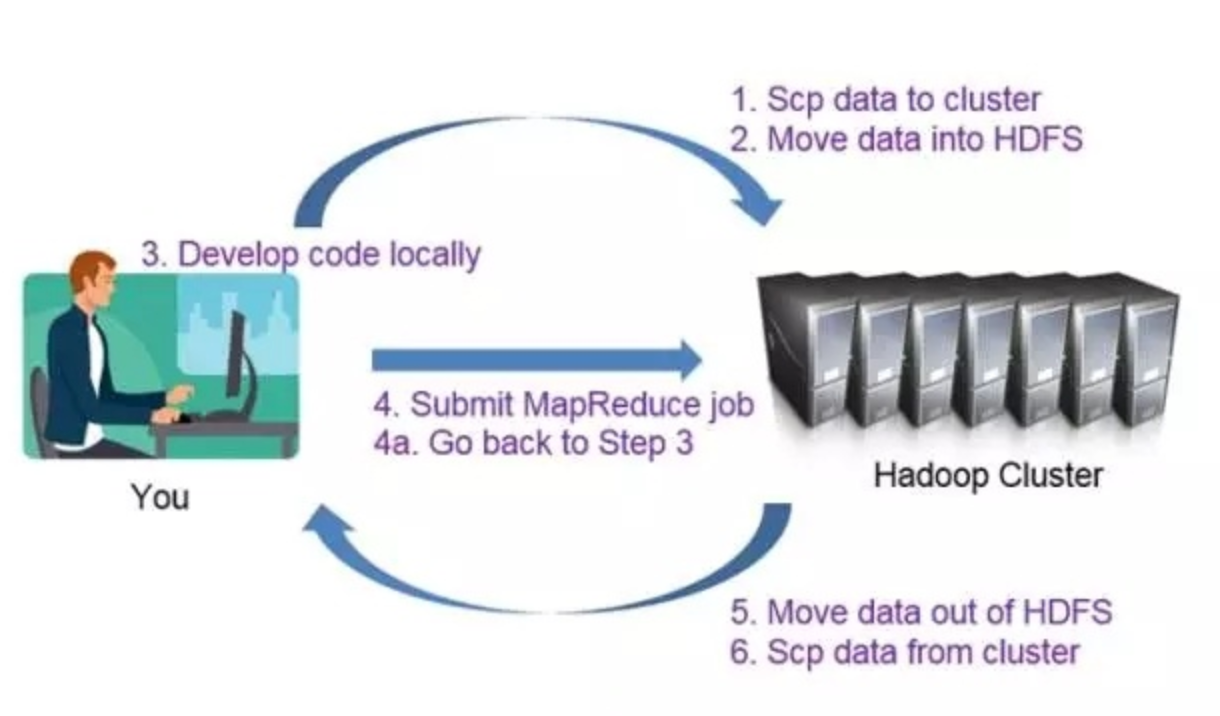 1. Scp data to cluster
2. Move data into HDFS
3. Develop code locally
4. Submit MapReduce job
4a. Go back to Step 3
Hadoop Cluster
You
5. Move data out of HDFS
6. Scp data from cluster